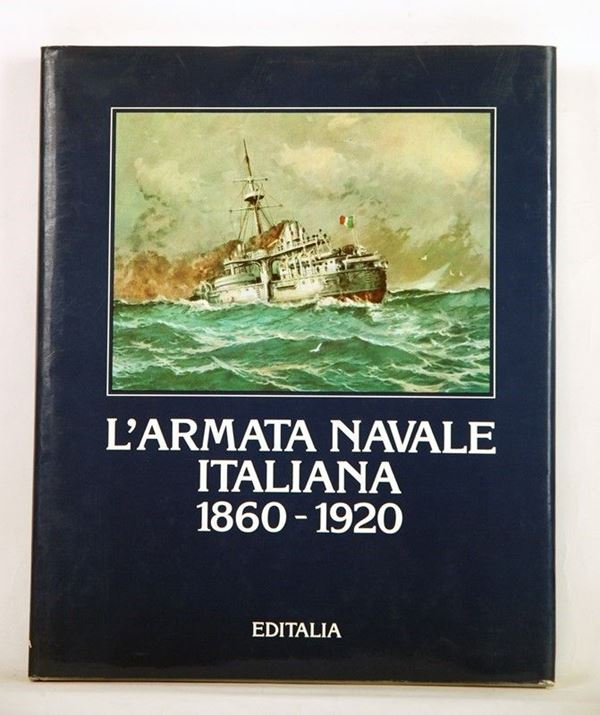 L'ARMATA NAVALE
ITALIANA
1860 - 1920
EDITALIA